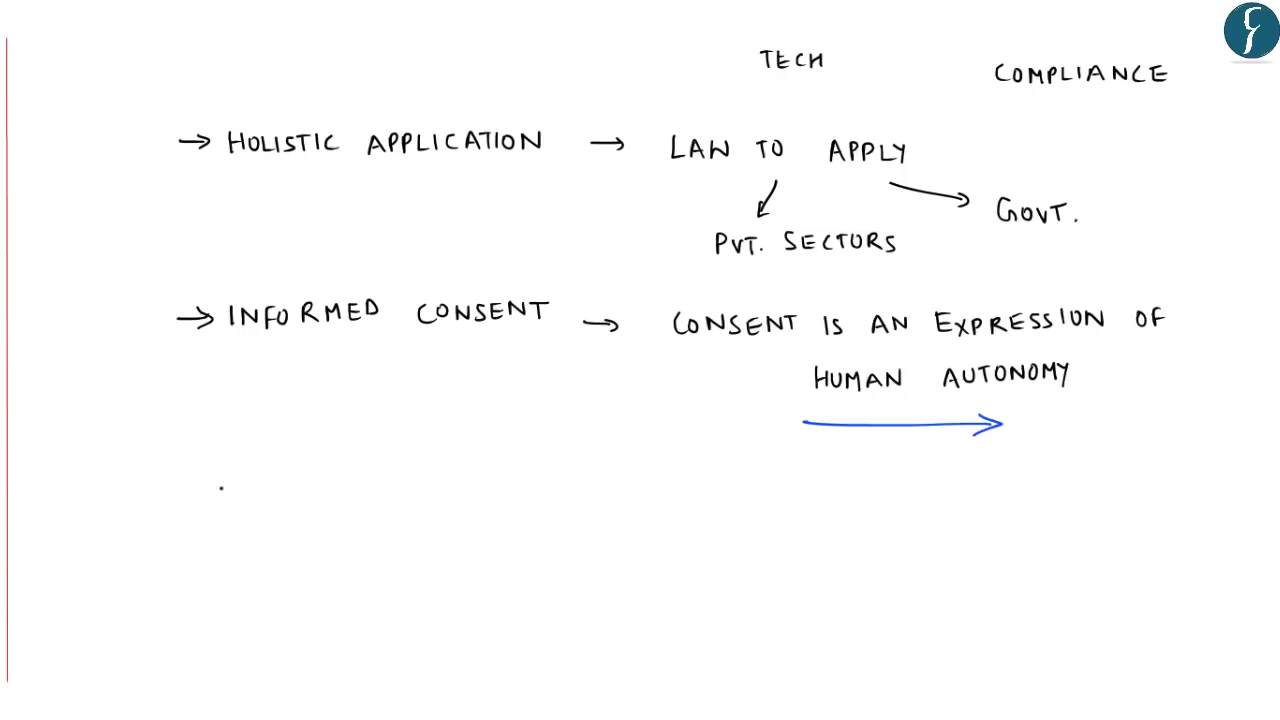 TECH
COMPLIANCE
→ HOLISTIC APPLICATION → LAW TO APPLY
GOVT.
PVT. SECTORS
→ INFORMED CONSENT → CONSENT IS AN EXPRESSION OF
HUMAN AUTONOMY